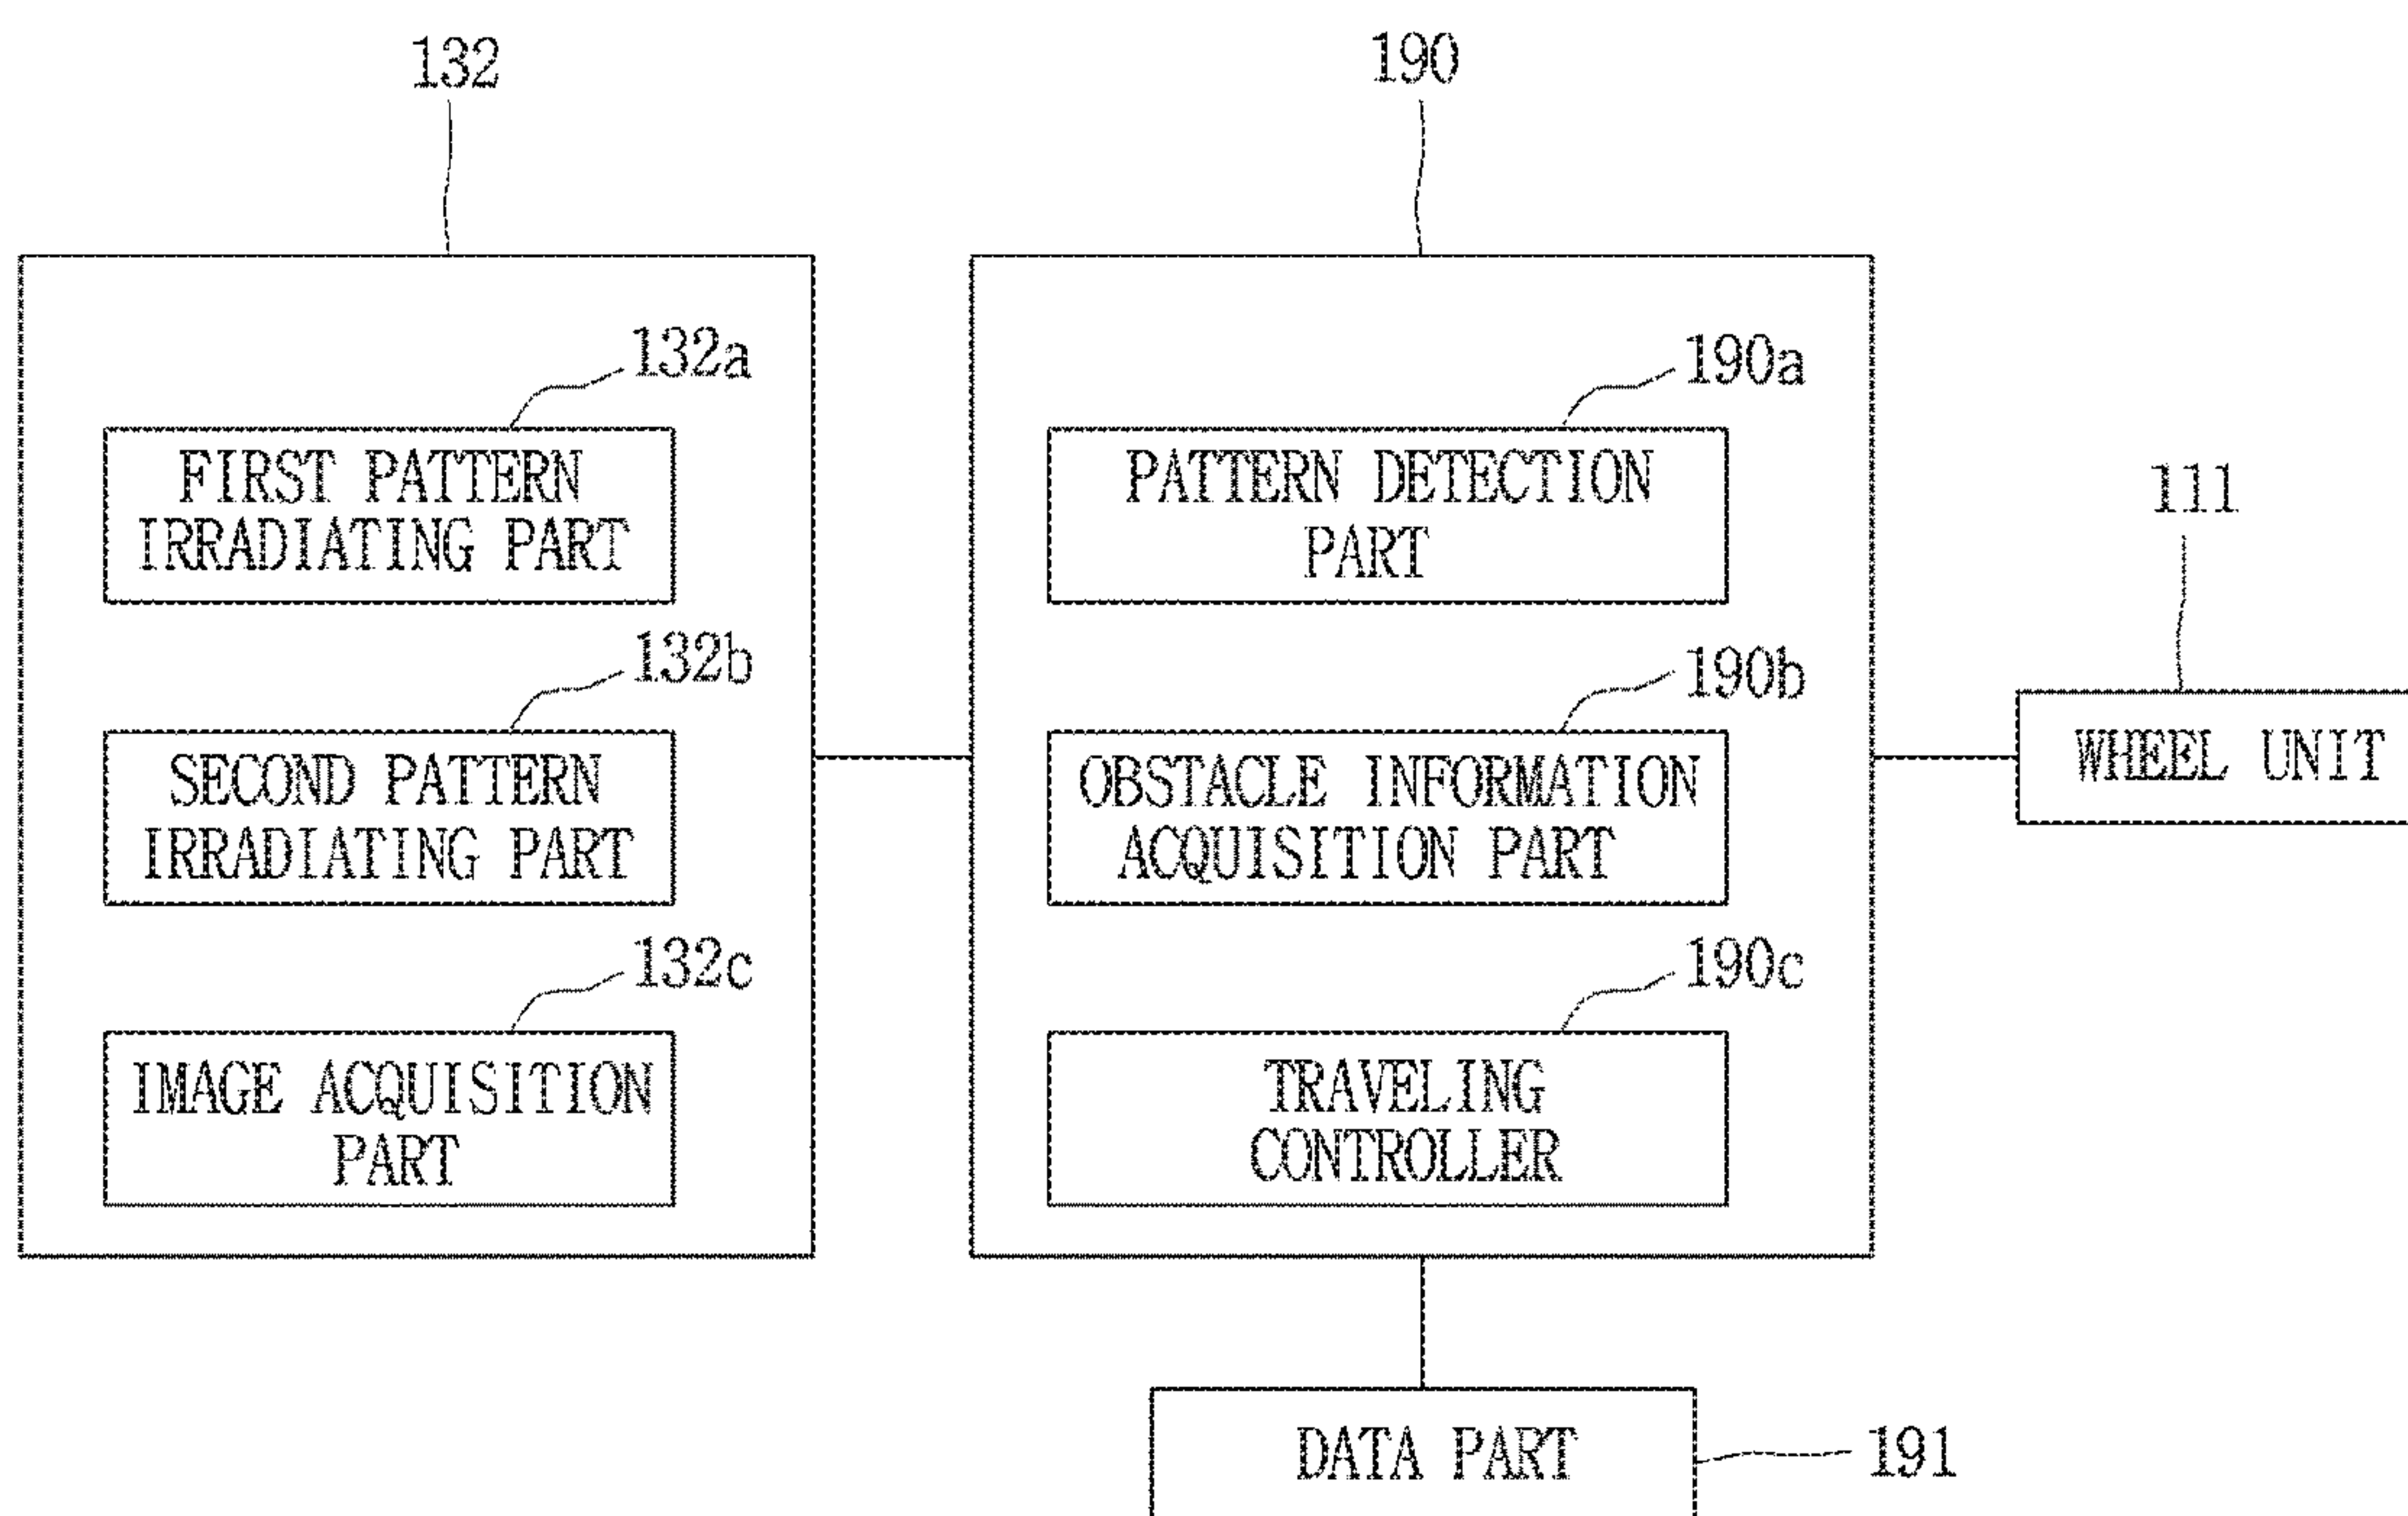 132
190
132a
FIRST PATTERN
IRRADIATING PART
132b
SECOND PATTERN
IRRADIATING PART
132c
IMAGE ACQUISITION
PART
190a
PATTERN DETECTION
PART
190b
OBSTACLE INFORMATION
ACQUISITION PART
190c
TRAVELING
CONTROLLER
111
WHEEL UNIT
DATA PART
191